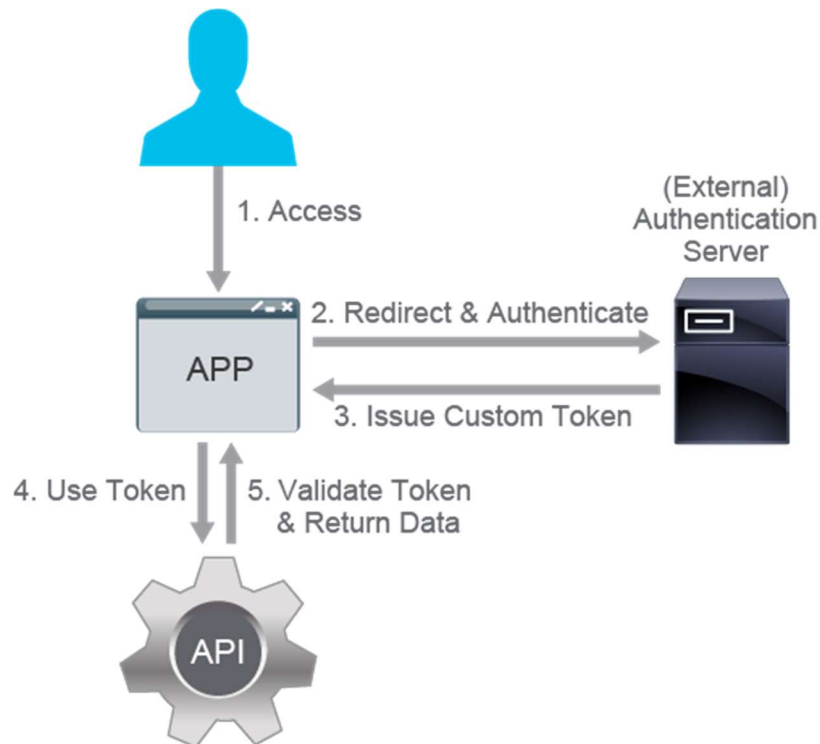 1. Access
(External)
Authentication
Server
2. Redirect & Authenticate
APP
3. Issue Custom Token
4. Use Token
5. Validate Token
& Return Data
API